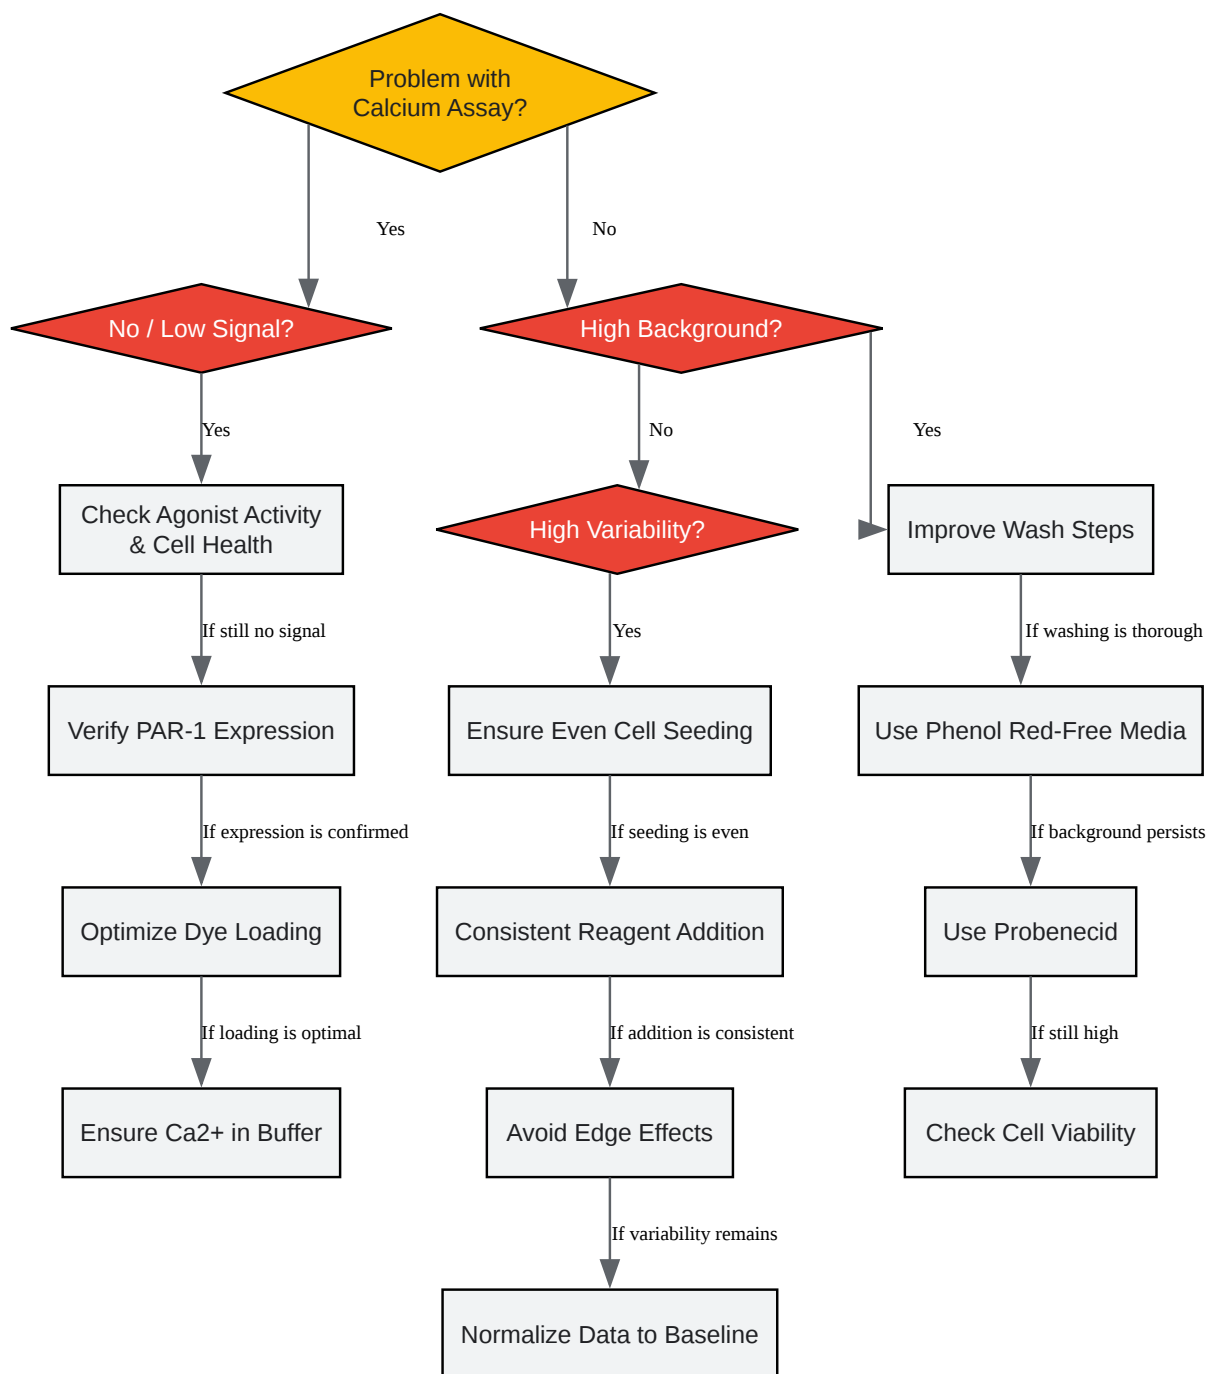 Problem with
Calcium Assay?
Yes
No
No / Low Signal?
High Background?
Yes
No
Yes
Check Agonist Activity
& Cell Health
High Variability?
Improve Wash Steps
If still no signal
Yes
If washing is thorough
Verify PAR-1 Expression
Ensure Even Cell Seeding
Use Phenol Red-Free Media
If expression is confirmed
If seeding is even
If background persists
Optimize Dye Loading
Consistent Reagent Addition
Use Probenecid
If loading is optimal
If addition is consistent
If still high
Ensure Ca2+ in Buffer
Avoid Edge Effects
Check Cell Viability
If variability remains
Normalize Data to Baseline